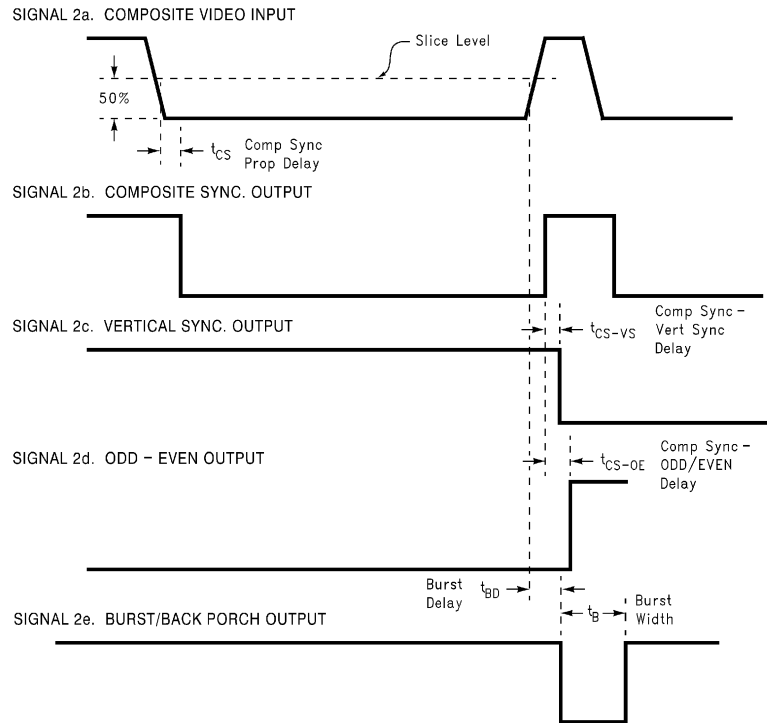 SIGNAL 2a. COMPOSITE VIDEO INPUT
Slice Level
50%
tCS
Comp Sync
Prop Delay
SIGNAL 2b. COMPOSITE SYNC. OUTPUT
SIGNAL 2c. VERTICAL SYNC. OUTPUT
tCS-VS
Comp Sync –
Vert Sync
Delay
SIGNAL 2d. ODD – EVEN OUTPUT
tCS-OE
Comp Sync –
ODD/EVEN
Delay
Burst
Delay
tBD
SIGNAL 2e. BURST/BACK PORCH OUTPUT
tB
Burst
Width